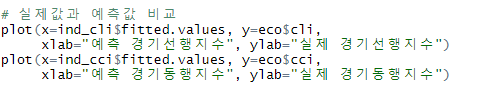 # 실제값과 예측값 비교
plot(x=ind_cli$fitted.values, y=eco$cli,
xlab="예측 경기선행지수", ylab="실제 경기선행지수")
plot(x=ind_cci$fitted.values, y=eco$cci,
xlab="예측 경기동행지수", ylab="실제 경기동행지수")